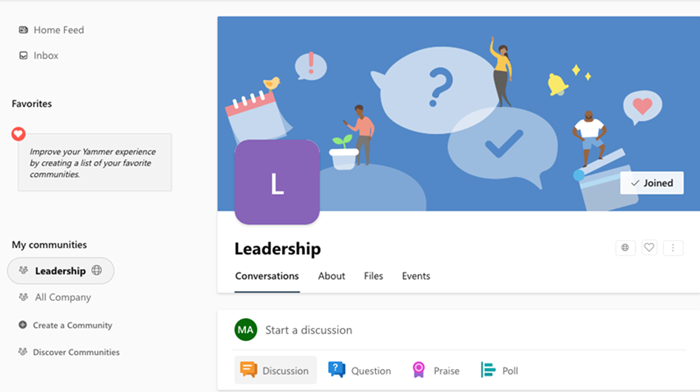 Home Feed
Inbox
Favorites
Improve your Yammer experience
by creating a list of your favorite
communities.
My communities
Leadership
All Company
Create a Community
Discover Communities
L
Joined
Leadership
Conversations About Files Events
MA Start a discussion
Discussion Question Praise Poll